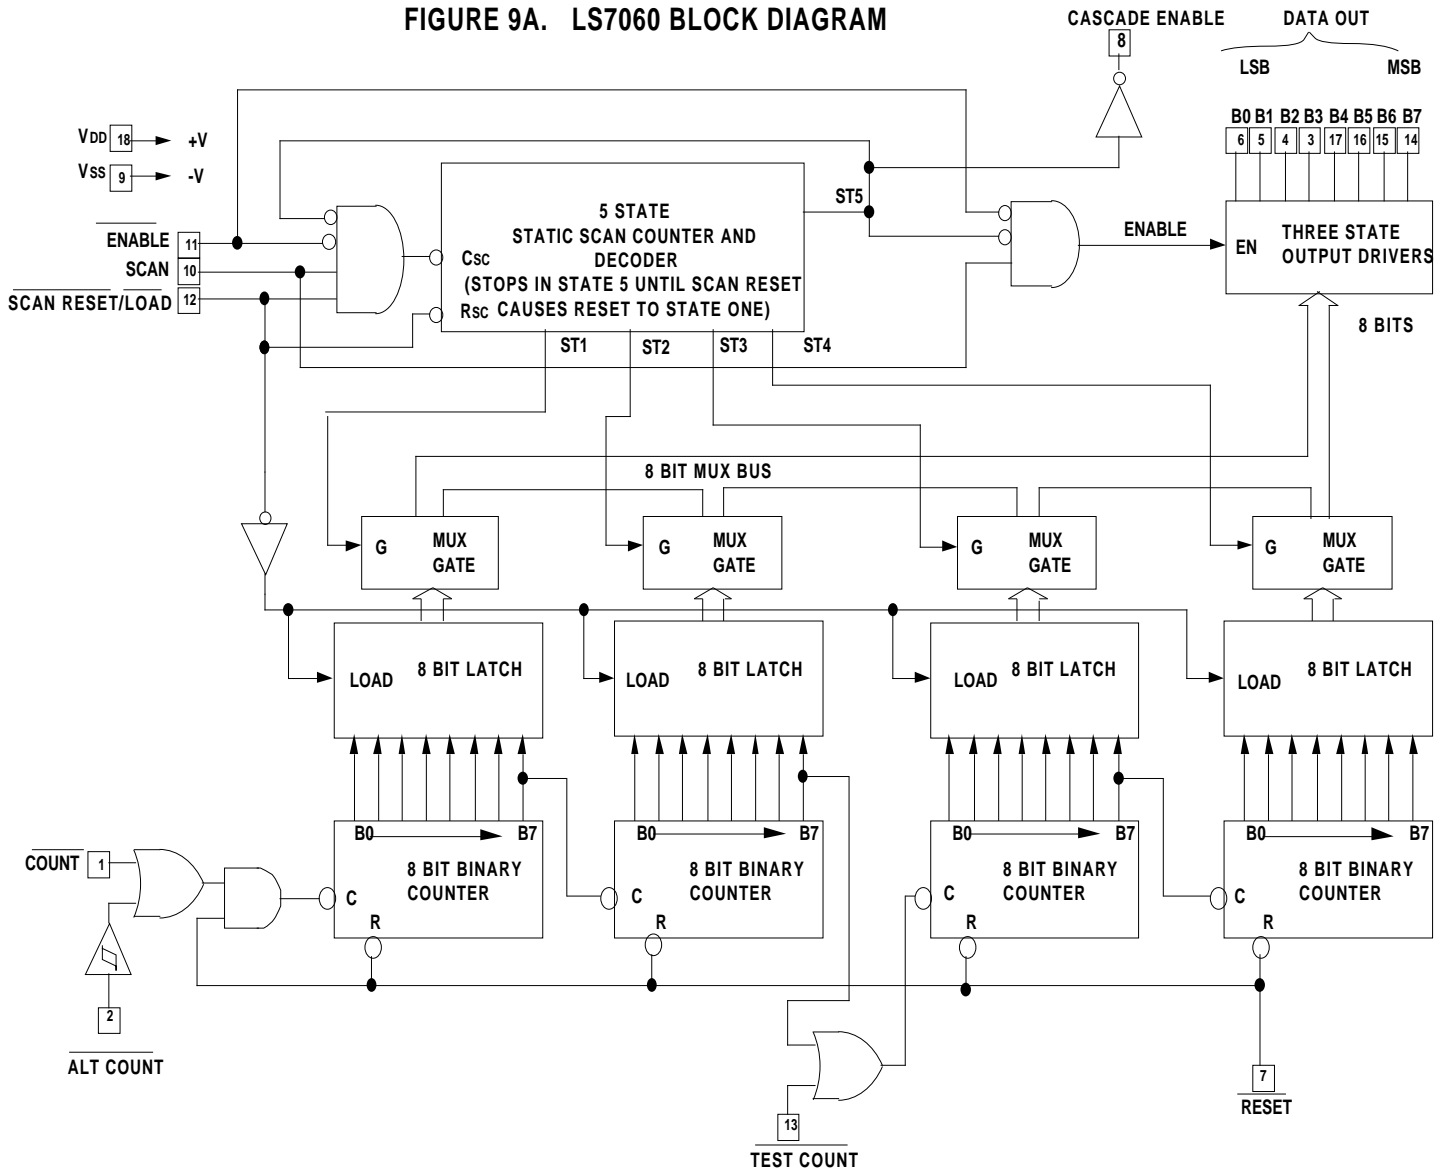 FIGURE 9A. LS7060 BLOCK DIAGRAM
CASCADE ENABLE
8
DATA OUT
LSB MSB
B0 B1 B2 B3 B4 B5 B6 B7
6 5 4 3 17 16 15 14
VDD 18 +V
VSS 9 -V
ENABLE 11
SCAN 10
SCAN RESET/LOAD 12
5 STATE
STATIC SCAN COUNTER AND
DECODER
(STOPS IN STATE 5 UNTIL SCAN RESET
CAUSES RESET TO STATE ONE)
CSC
RSC
ST5
ST1 ST2 ST3 ST4
ENABLE
EN
THREE STATE
OUTPUT DRIVERS
8 BITS
8 BIT MUX BUS
G MUX
GATE
G MUX
GATE
G MUX
GATE
G MUX
GATE
LOAD 8 BIT LATCH
LOAD 8 BIT LATCH
LOAD 8 BIT LATCH
LOAD 8 BIT LATCH
B0 B7
8 BIT BINARY
COUNTER
C
R
B0 B7
8 BIT BINARY
COUNTER
C
R
B0 B7
8 BIT BINARY
COUNTER
C
R
B0 B7
8 BIT BINARY
COUNTER
C
R
COUNT 1
2
ALT COUNT
13
TEST COUNT
7
RESET